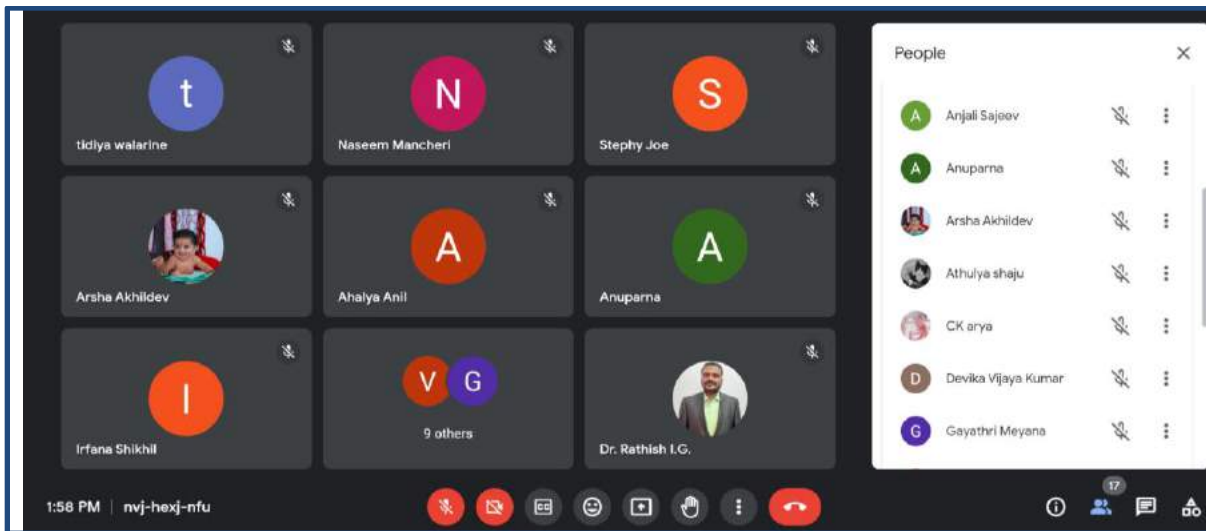 t
tidiya walarine
N
Naseem Mancheri
S
Stephy Joe
Arsha Akhildev
A
Ahalya Anil
A
Anuparna
I
Irfana Shikhil
V G
9 others
Dr. Rathish I.G.
People
A Anjali Sajeev
A Anuparna
Arsha Akhildev
Athulya shaju
CK arya
D Devika Vijaya Kumar
G Gayathri Meyana
1:58 PM | nvj-hexj-nfu
CC
17